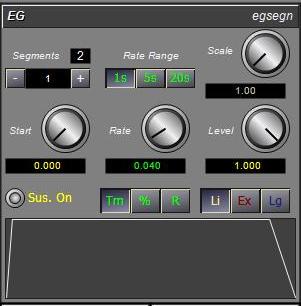 EG egsegn
Segments 2 Rate Range Scale
- 1 + 1s 5s 20s
1.00
Start Rate Level
0.000 0.040 1.000
Sus. On Tm % R Li Ex Lg